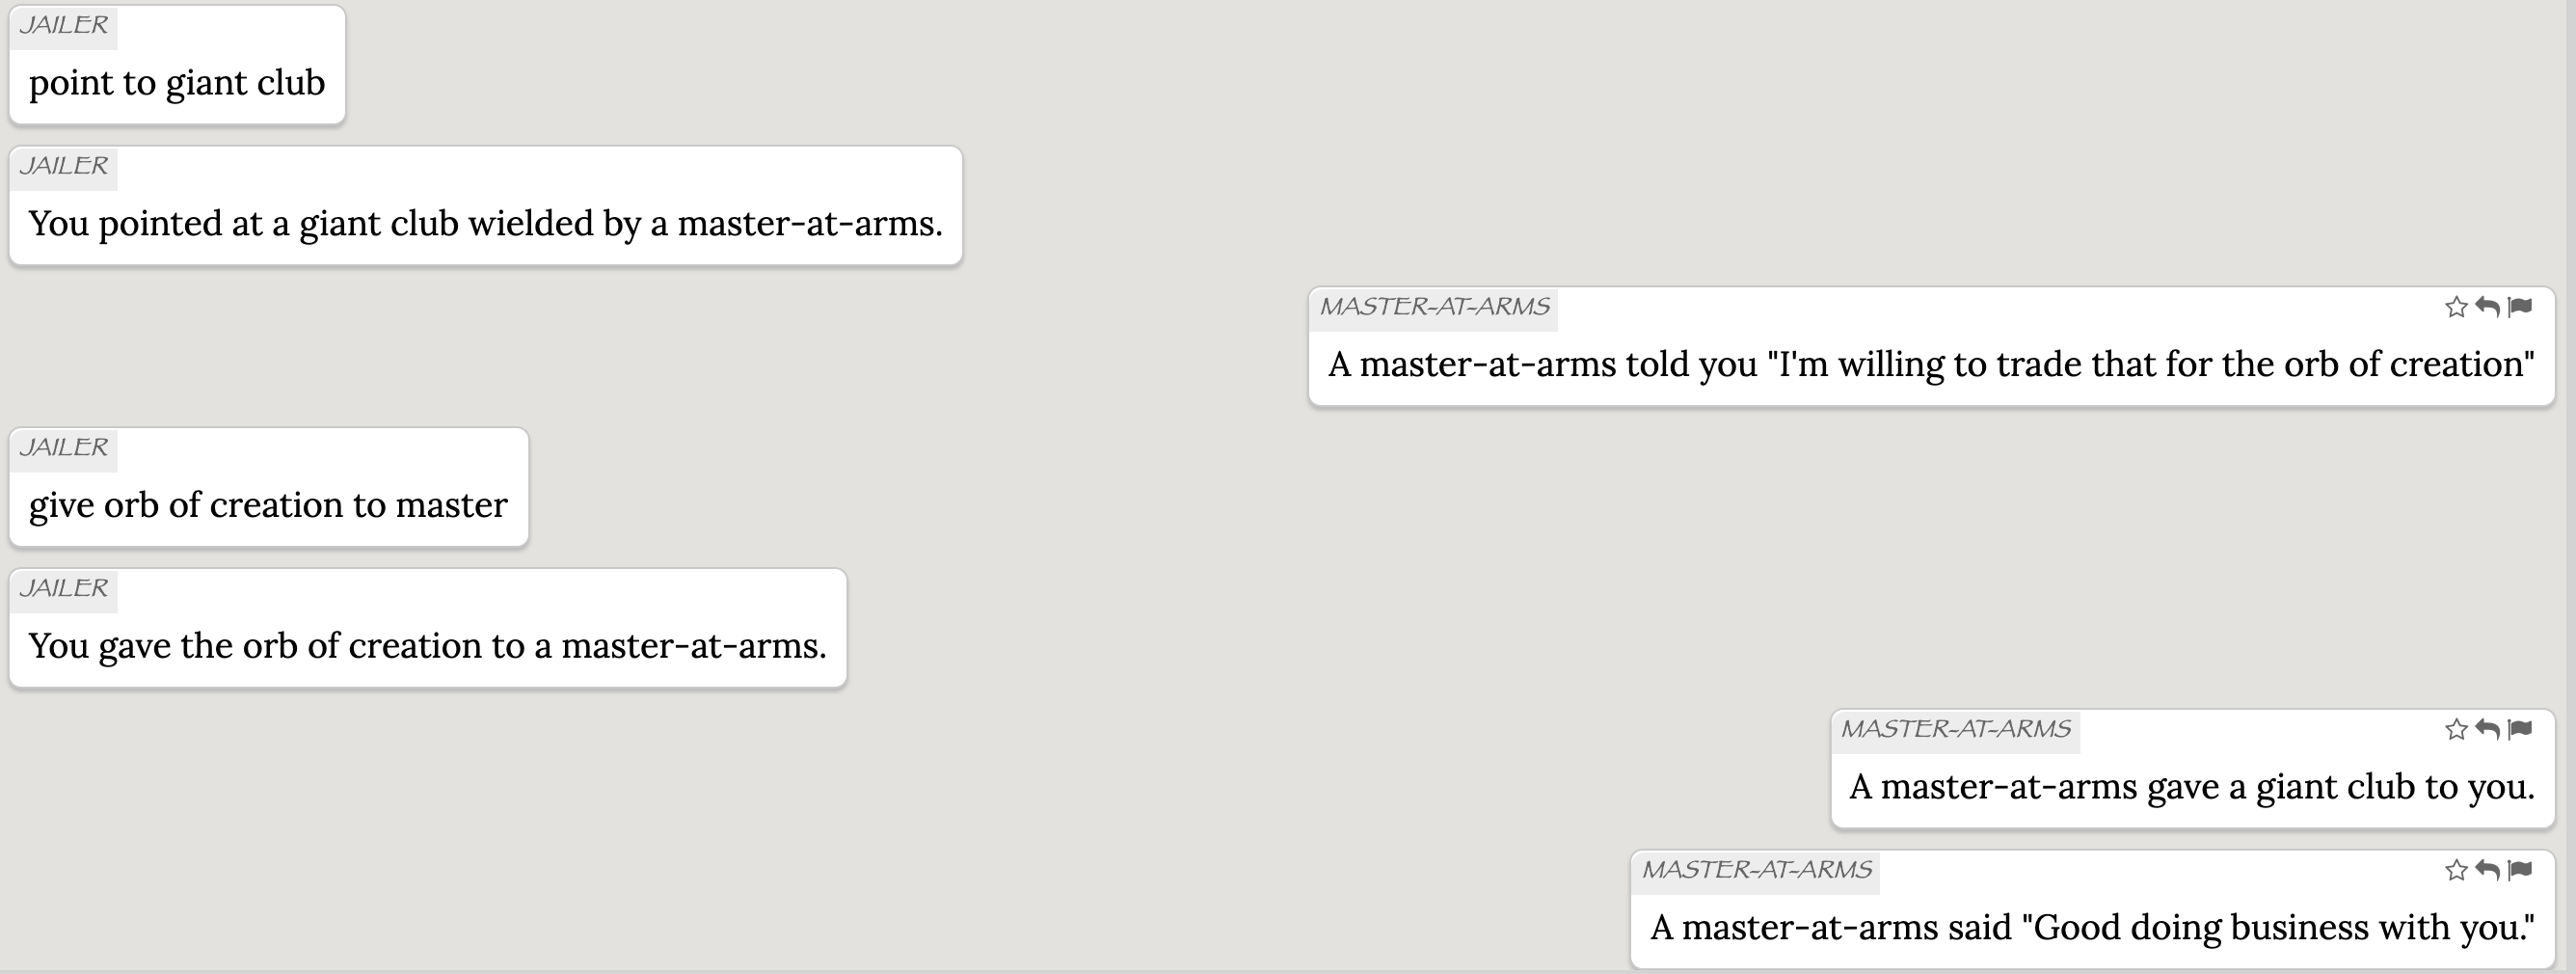 JAILER
point to giant club
JAILER
You pointed at a giant club wielded by a master-at-arms.
MASTER-AT-ARMS
A master-at-arms told you "I'm willing to trade that for the orb of creation"
JAILER
give orb of creation to master
JAILER
You gave the orb of creation to a master-at-arms.
MASTER-AT-ARMS
A master-at-arms gave a giant club to you.
MASTER-AT-ARMS
A master-at-arms said "Good doing business with you."